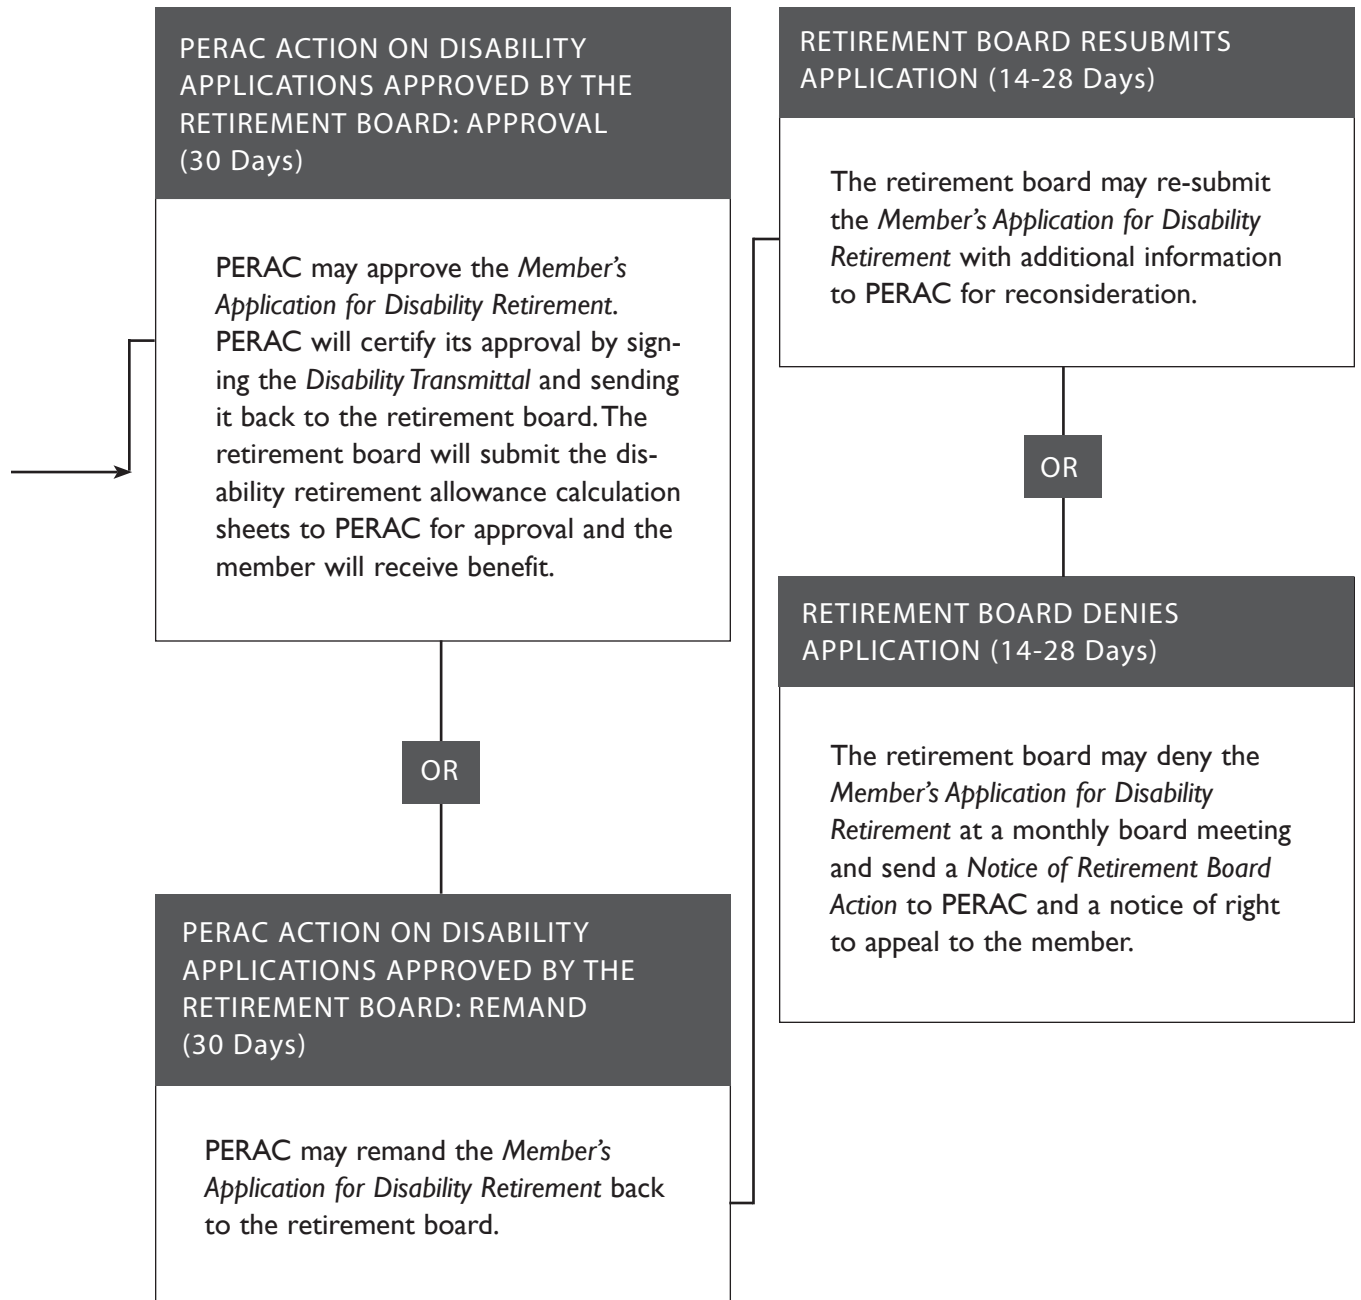 PERAC ACTION ON DISABILITY
APPLICATIONS APPROVED BY THE
RETIREMENT BOARD: APPROVAL
(30 Days)
PERAC may approve the Member's
Application for Disability Retirement.
PERAC will certify its approval by sign-
ing the Disability Transmittal and sending
it back to the retirement board. The
retirement board will submit the dis-
ability retirement allowance calculation
sheets to PERAC for approval and the
member will receive benefit.
OR
PERAC ACTION ON DISABILITY
APPLICATIONS APPROVED BY THE
RETIREMENT BOARD: REMAND
(30 Days)
PERAC may remand the Member's
Application for Disability Retirement back
to the retirement board.
RETIREMENT BOARD RESUBMITS
APPLICATION (14-28 Days)
The retirement board may re-submit
the Member's Application for Disability
Retirement with additional information
to PERAC for reconsideration.
OR
RETIREMENT BOARD DENIES
APPLICATION (14-28 Days)
The retirement board may deny the
Member's Application for Disability
Retirement at a monthly board meeting
and send a Notice of Retirement Board
Action to PERAC and a notice of right
to appeal to the member.